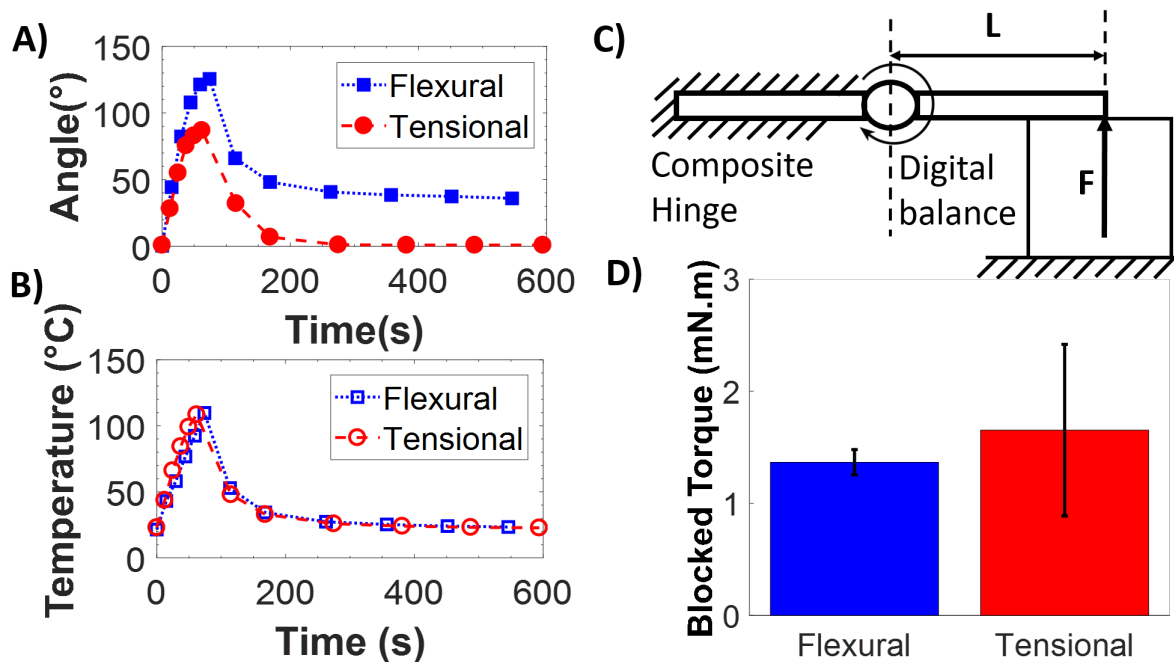 A)
Angle(°)
150
100
50
0
0
200
400
600
Time(s)
Flexural
Tensional
B)
Temperature (°C)
150
100
50
0
0
200
400
600
Time (s)
Flexural
Tensional
C)
L
Composite
Hinge
Digital
balance
F
D)
Blocked Torque (mN.m)
3
2
1
0
Flexural
Tensional